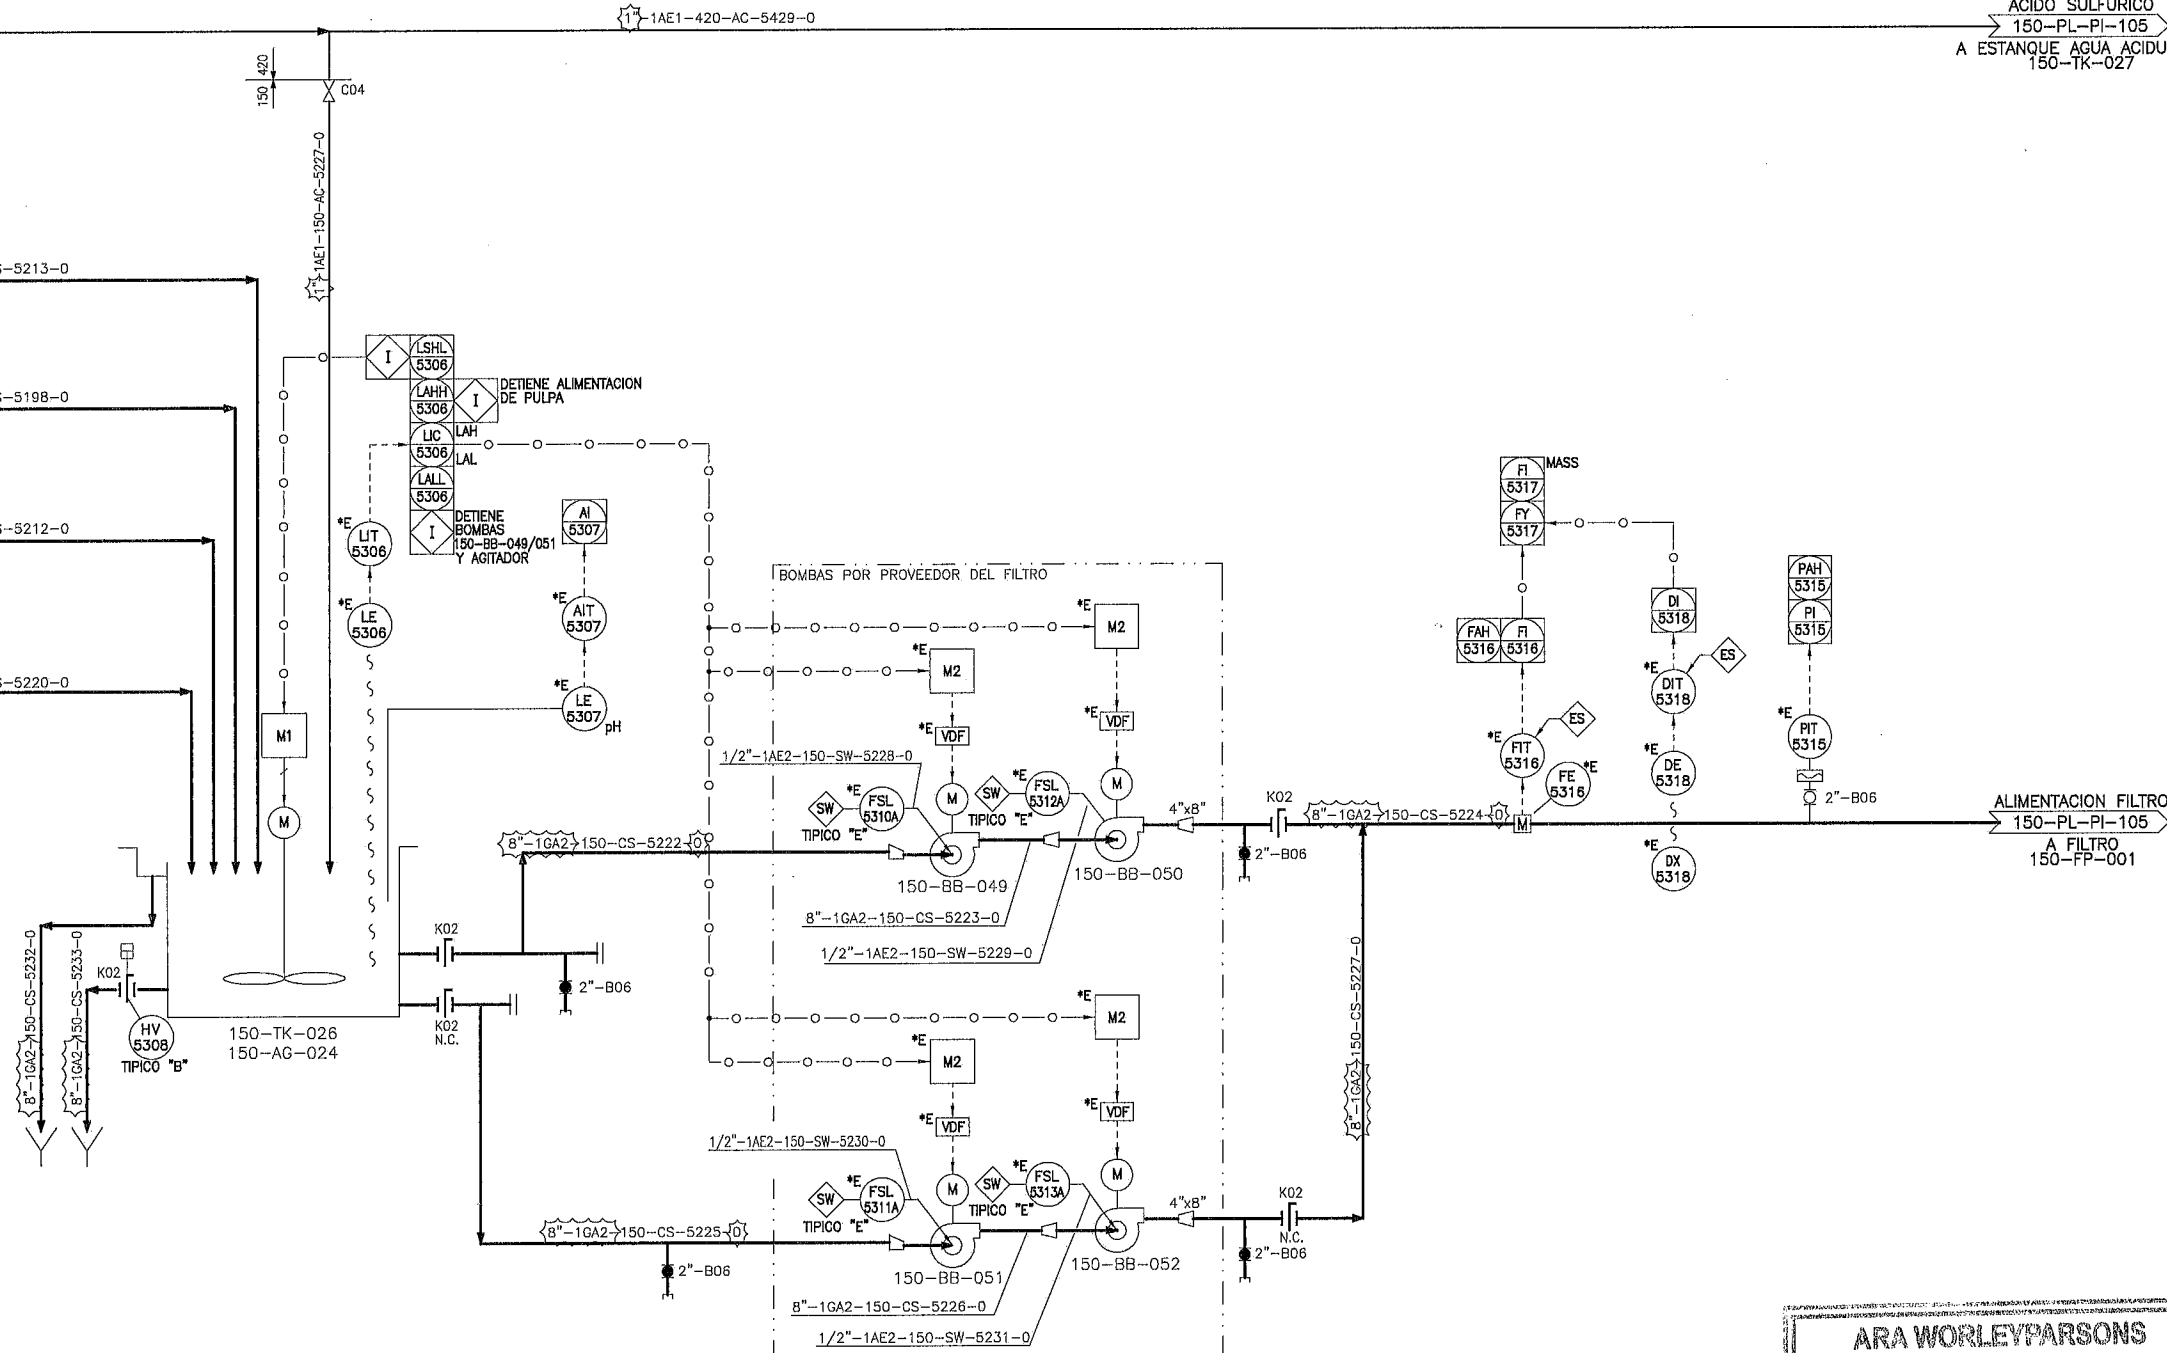 1"-1AE1-420-AC-5429-0
ACIDO SULFURICO
150-PL-PI-105
A ESTANQUE AGUA ACIDU
150-TK-027
420
150
C04
1"-1AE1-150-AC-5227-0
S-5213-0
S-5198-0
S-5212-0
S-5220-0
I
LSHL
5306
LAHH
5306
I
DETIENE ALIMENTACION
DE PULPA
LIC
5306
LAH
LAL
LALL
5306
I
DETIENE
BOMBAS
150-BB-049/051
Y AGITADOR
*E
LIT
5306
*E
LE
5306
AI
5307
*E
AIT
5307
*E
LE
5307
pH
M1
M
BOMBAS POR PROVEEDOR DEL FILTRO
*E
M2
*E
M2
*E
VDF
*E
VDF
1/2"-1AE2-150-SW-5228-0
M
M
SW
*E
FSL
5310A
TIPICO "E"
SW
*E
FSL
5312A
TIPICO "E"
8"-1GA2-150-CS-5222-0
150-BB-049
150-BB-050
8"-1GA2-150-CS-5223-0
1/2"-1AE2-150-SW-5229-0
4"x8"
K02
2"-B06
8"-1GA2-150-CS-5224-0
M
MASS
FI
5317
FY
5317
FAH
5316
FI
5316
*E
FIT
5316
ES
FE
5316
*E
DI
5318
*E
DIT
5318
ES
*E
DE
5318
*E
DX
5318
PAH
5315
PI
5315
*E
PIT
5315
2"-B06
ALIMENTACION FILTRO
150-PL-PI-105
A FILTRO
150-FP-001
8"-1GA2-150-CS-5232-0
8"-1GA2-150-CS-5233-0
K02
HV
5308
TIPICO "B"
150-TK-026
150-AG-024
K02
2"-B06
K02
N.C.
*E
M2
*E
M2
*E
VDF
*E
VDF
1/2"-1AE2-150-SW-5230-0
M
M
SW
*E
FSL
5311A
TIPICO "E"
SW
*E
FSL
5313A
TIPICO "E"
8"-1GA2-150-CS-5225-0
2"-B06
150-BB-051
150-BB-052
8"-1GA2-150-CS-5226-0
1/2"-1AE2-150-SW-5231-0
4"x8"
K02
N.C.
2"-B06
8"-1GA2-150-CS-5227-0
ARA WORLEYPARSONS